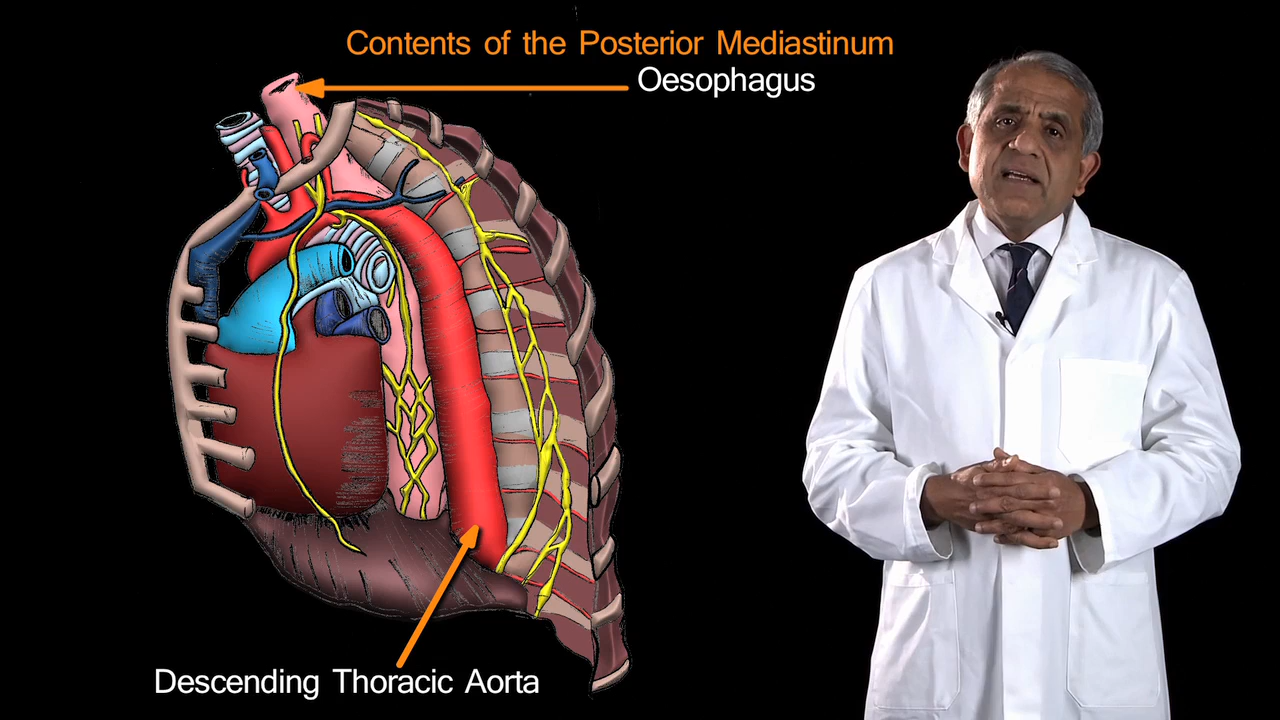 Contents of the Posterior Mediastinum
Oesophagus
Descending Thoracic Aorta